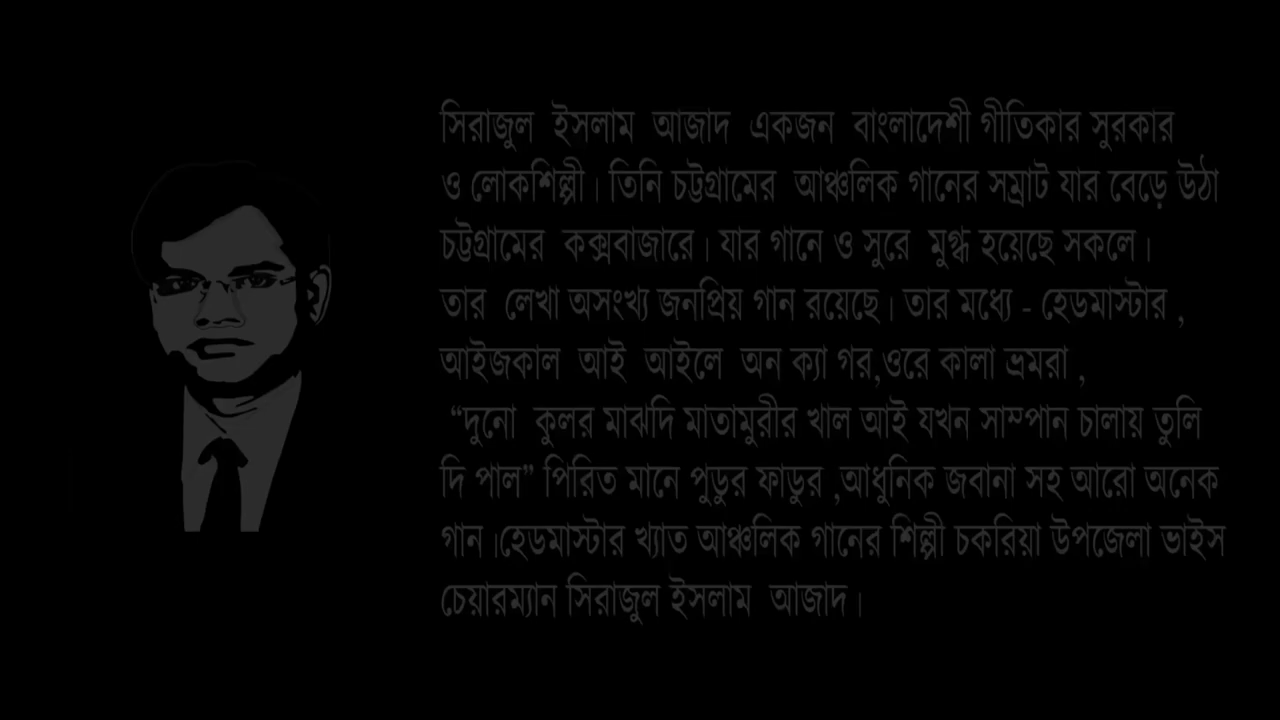 সিরাজুল ইসলাম আজাদ একজন বাংলাদেশী গীতিকার সুরকার
ও লোকশিল্পী। তিনি চট্টগ্রামের আঞ্চলিক গানের সম্রাট যার বেড়ে উঠা
চট্টগ্রামের কক্সবাজারে। যার গানে ও সুরে মুগ্ধ হয়েছে সকলে।
তার লেখা অসংখ্য জনপ্রিয় গান রয়েছে। তার মধ্যে - হেডমাস্টার ,
আইজকাল আই আইলে অন ক্যা গর,ওরে কালা ভ্রমরা ,
“দুনো কুলর মাঝদি মাতামুরীর খাল আই যখন সাম্পান চালায় তুলি
দি পাল” পিরিত মানে পুডুর ফাডুর ,আধুনিক জবানা সহ আরো অনেক
গান ।হেডমাস্টার খ্যাত আঞ্চলিক গানের শিল্পী চকরিয়া উপজেলা ভাইস
চেয়ারম্যান সিরাজুল ইসলাম আজাদ।